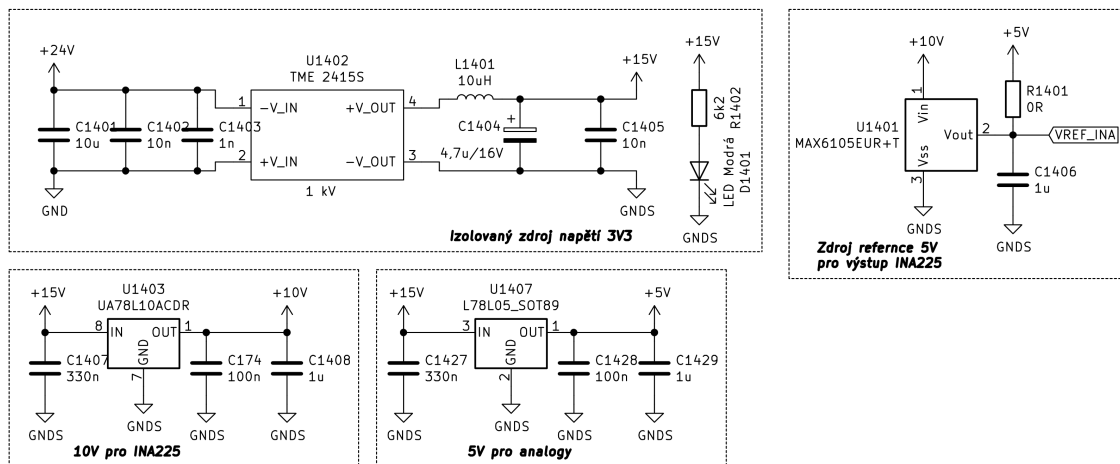 +24V
U1402
TME 2415S
1
-V_IN
+V_OUT
4
2
+V_IN
-V_OUT
3
1 kV
C1401
10u
C1402
10n
C1403
1n
GND
L1401
10uH
+
C1404
4,7u/16V
+15V
C1405
10n
GNDS
Izolovaný zdroj napětí 3V3
+15V
6k2
R1402
LED Modrá
D1401
GNDS
+10V
+5V
R1401
0R
U1401
MAX6105EUR+T
1
Vin
Vout
2
Vss
3
VREF_INA
C1406
1u
GNDS
GNDS
Zdroj refernce 5V
pro výstup INA225
+15V
U1403
UA78L10ACDR
+10V
8
IN
OUT
1
GND
7
C1407
330n
C174
100n
C1408
1u
GNDS
GNDS
GNDS
GNDS
10V pro INA225
+15V
U1407
L78L05_SOT89
+5V
3
IN
OUT
1
GND
2
C1427
330n
C1428
100n
C1429
1u
GNDS
GNDS
GNDS
GNDS
5V pro analogy